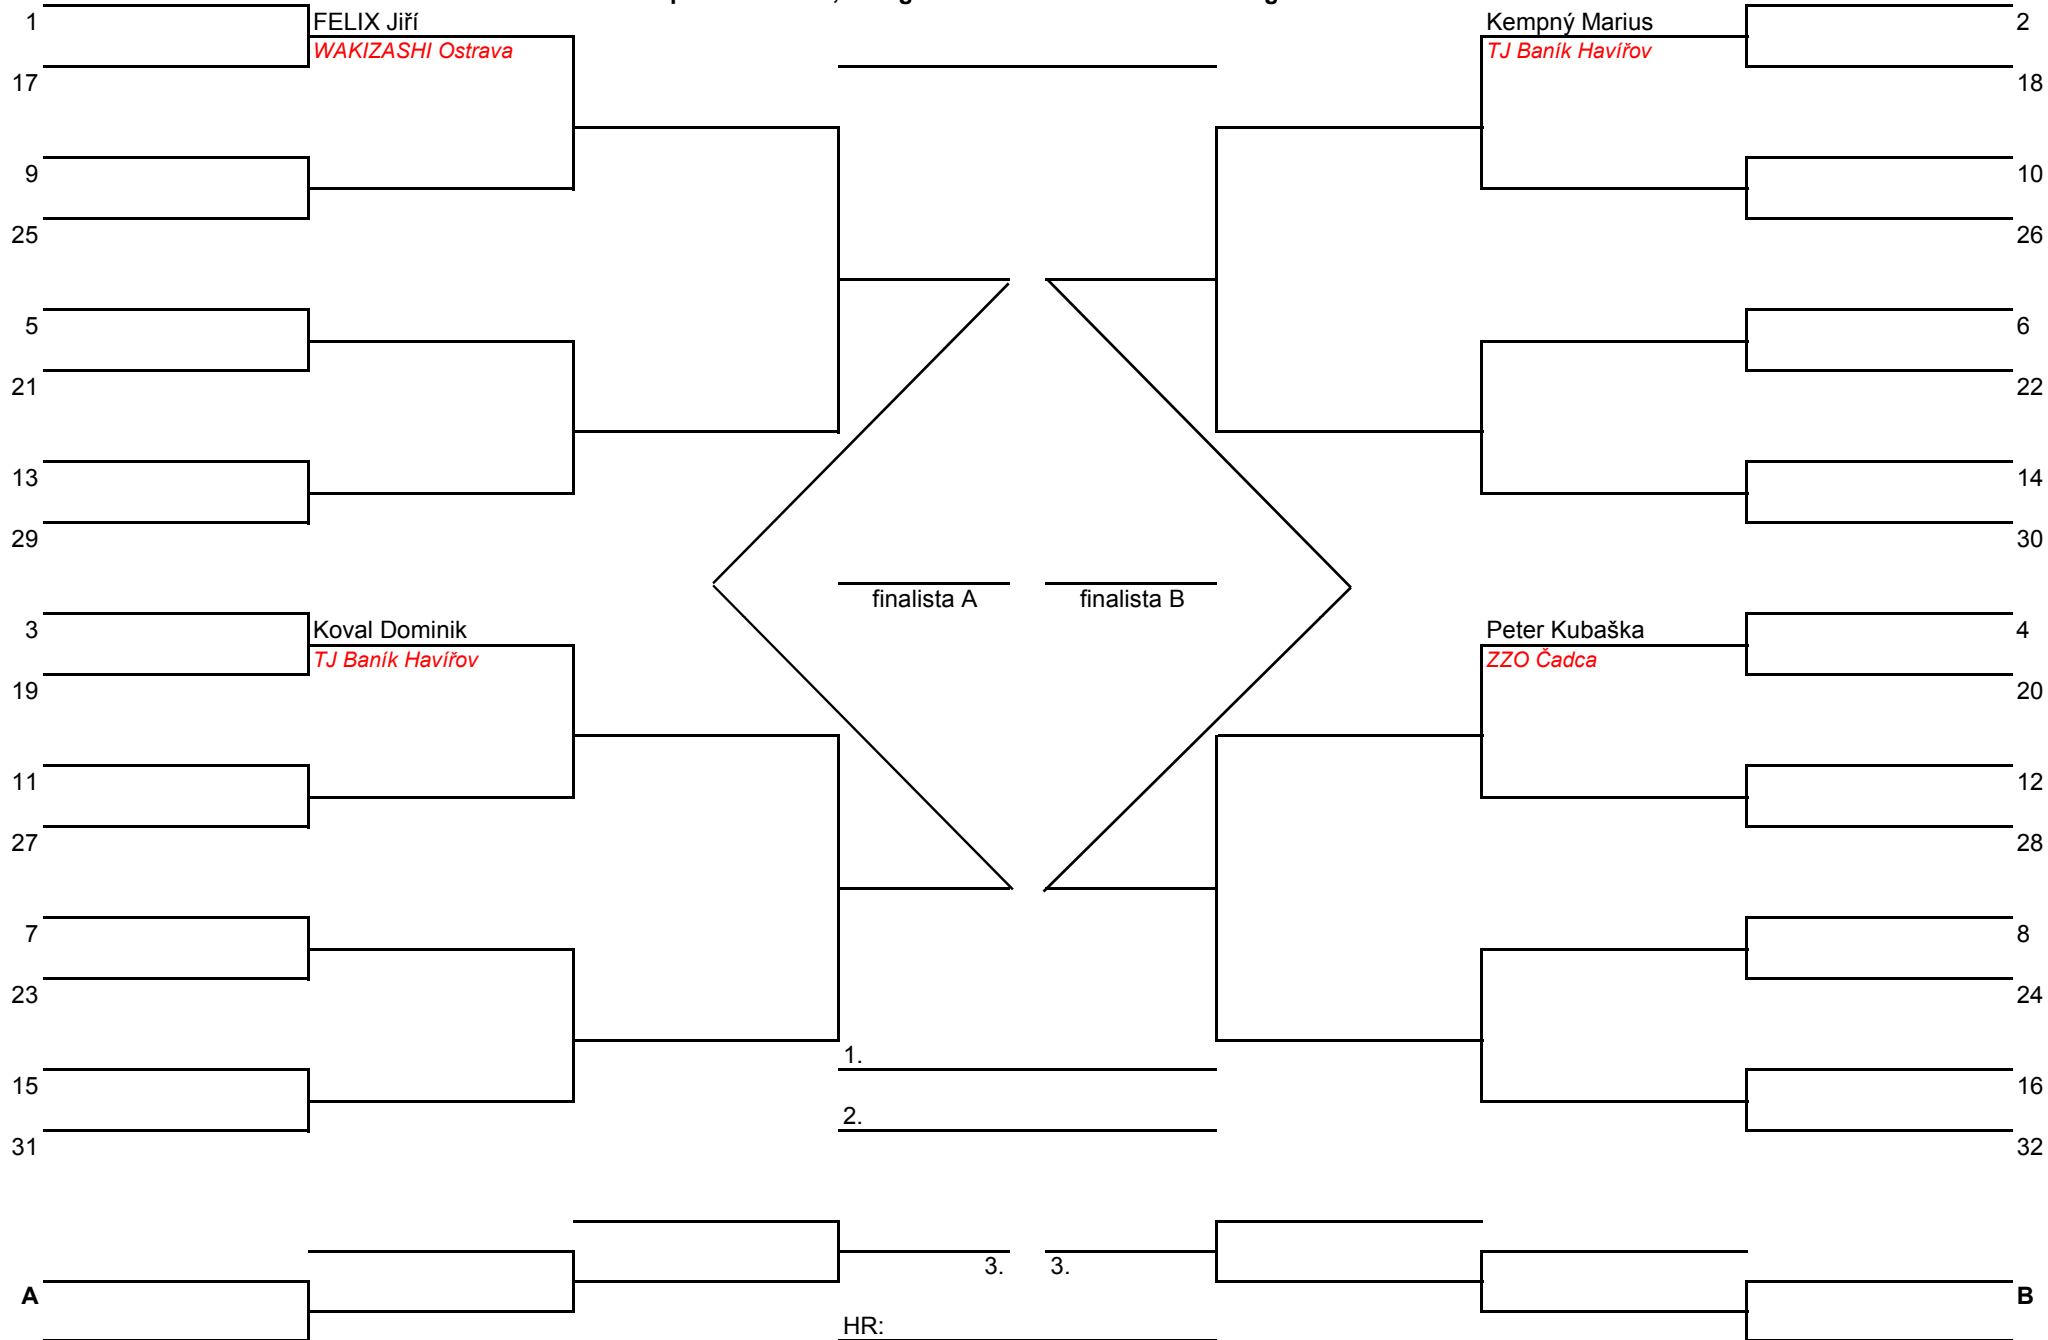 1
FELIX Jiří
WAKIZASHI Ostrava
Kempný Marius
TJ Baník Havířov
2
17
18
9
10
25
26
5
6
21
22
13
14
29
30
finalista A
finalista B
3
Koval Dominik
TJ Baník Havířov
Peter Kubaška
ZZO Čadca
4
19
20
11
12
27
28
7
8
23
24
1.
15
16
2.
31
32
3.
3.
A
B
HR: